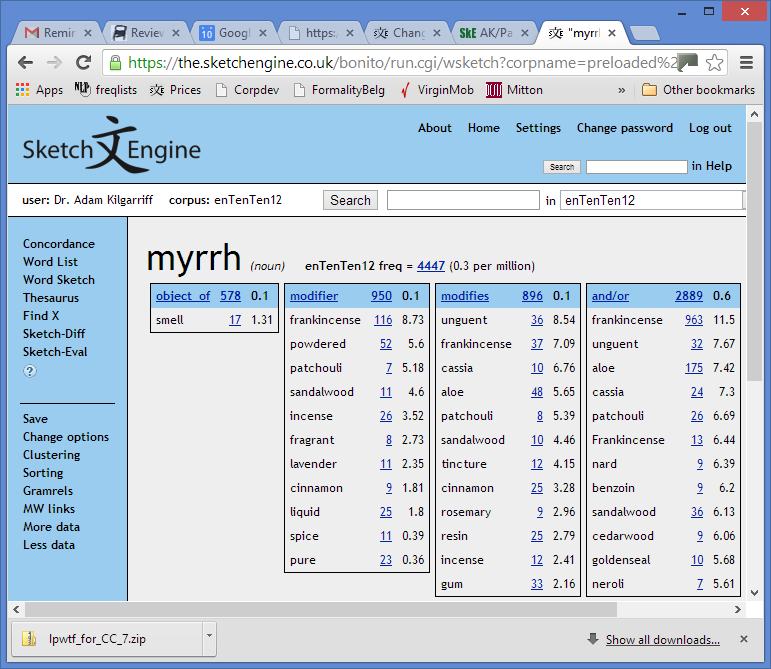 Remin
Review
Googl
https:
Chang
SkE AK/Pa
"myrrh
https://the.sketchengine.co.uk/bonito/run.cgi/wsketch?corpname=preloaded%2
Apps freqlists Prices Corpdev FormalityBelg VirginMob Mitton » Other bookmarks
Sketch 文 Engine
About Home Settings Change password Log out
Search in Help
user: Dr. Adam Kilgarriff corpus: enTenTen12 Search in enTenTen12
Concordance
Word List
Word Sketch
Thesaurus
Find X
Sketch-Diff
Sketch-Eval
?
Save
Change options
Clustering
Sorting
Gramrels
MW links
More data
Less data
myrrh (noun) enTenTen12 freq = 4447 (0.3 per million)
object_of 578 0.1
smell 17 1.31
modifier 950 0.1
frankincense 116 8.73
powdered 52 5.6
patchouli 7 5.18
sandalwood 11 4.6
incense 26 3.52
fragrant 8 2.73
lavender 11 2.35
cinnamon 9 1.81
liquid 25 1.8
spice 11 0.39
pure 23 0.36
modifies 896 0.1
unguent 36 8.54
frankincense 37 7.09
cassia 10 6.76
aloe 48 5.65
patchouli 8 5.39
sandalwood 10 4.46
tincture 12 4.15
cinnamon 25 3.28
rosemary 9 2.96
resin 25 2.79
incense 12 2.41
gum 33 2.16
and/or 2889 0.6
frankincense 963 11.5
unguent 32 7.67
aloe 175 7.42
cassia 24 7.3
patchouli 26 6.69
Frankincense 13 6.44
nard 9 6.39
benzoin 9 6.2
sandalwood 36 6.13
cedarwood 9 6.06
goldenseal 10 5.68
neroli 7 5.61
lpwtf_for_CC_7.zip
Show all downloads...